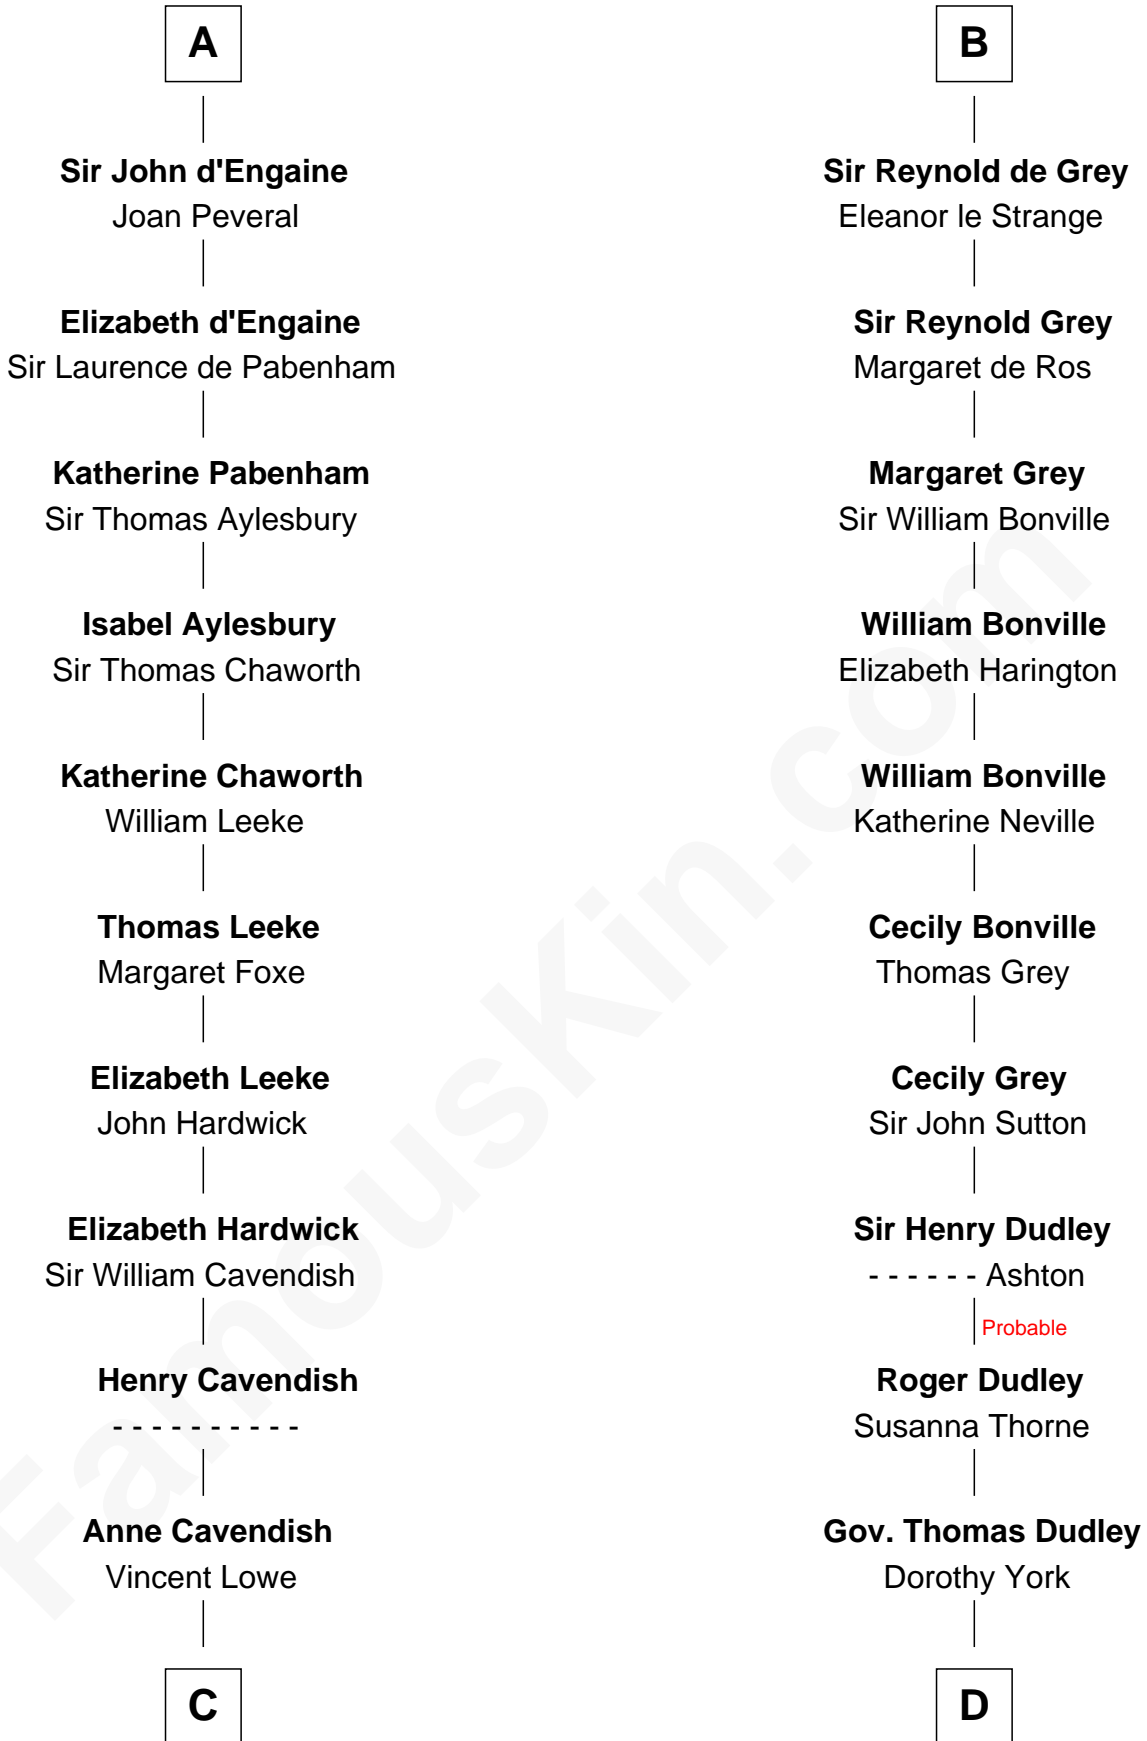 A
Sir John d'Engaine
Joan Peveral
Elizabeth d'Engaine
Sir Laurence de Pabenham
Katherine Pabenham
Sir Thomas Aylesbury
Isabel Aylesbury
Sir Thomas Chaworth
Katherine Chaworth
William Leeke
Thomas Leeke
Margaret Foxe
Elizabeth Leeke
John Hardwick
Elizabeth Hardwick
Sir William Cavendish
Henry Cavendish
- - - - - - - - - -
Anne Cavendish
Vincent Lowe
C
B
Sir Reynold de Grey
Eleanor le Strange
Sir Reynold Grey
Margaret de Ros
Margaret Grey
Sir William Bonville
William Bonville
Elizabeth Harington
William Bonville
Katherine Neville
Cecily Bonville
Thomas Grey
Cecily Grey
Sir John Sutton
Sir Henry Dudley
- - - - - - Ashton
Probable
Roger Dudley
Susanna Thorne
Gov. Thomas Dudley
Dorothy York
D
FamousKin.com